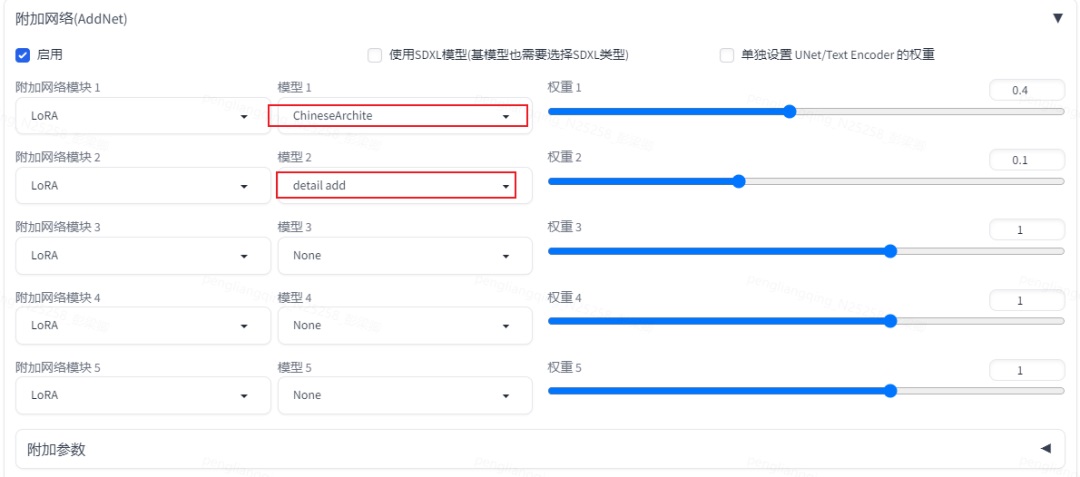 附加网络(AddNet)
启用 使用SDXL模型(基模型也需要选择SDXL类型) 单独设置 UNet/Text Encoder 的权重
附加网络模块 1 模型 1 权重 1 0.4
LoRA ChineseArchite
附加网络模块 2 模型 2 权重 2 0.1
LoRA detail add
附加网络模块 3 模型 3 权重 3 1
LoRA None
附加网络模块 4 模型 4 权重 4 1
LoRA None
附加网络模块 5 模型 5 权重 5 1
LoRA None
附加参数